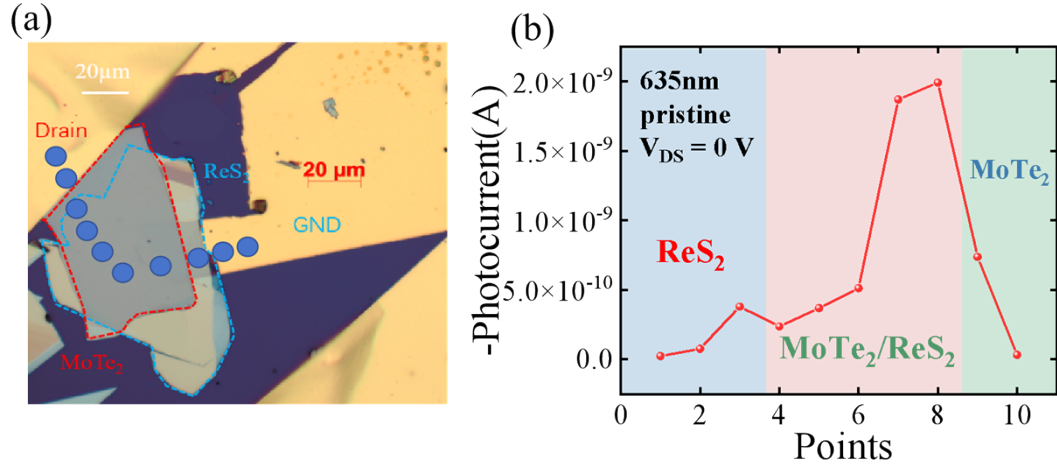 (a)
20μm
Drain
ReS₂
20 μm
GND
MoTe₂
(b)
-Photocurrent(A)
2.0×10⁻⁹
1.5×10⁻⁹
1.0×10⁻⁹
5.0×10⁻¹⁰
0.0
635nm
pristine
V_DS = 0 V
MoTe₂
ReS₂
MoTe₂/ReS₂
0 2 4 6 8 10
Points